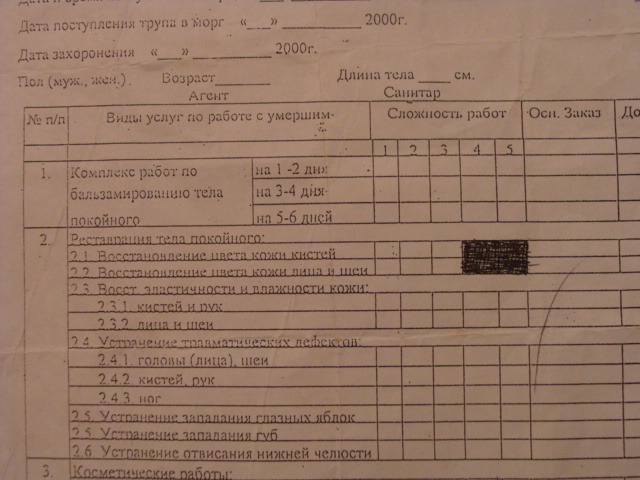 Дата поступления трупа в морг «___» ________ 2000г.
Дата захоронения «___» ________ 2000г.
Пол (муж., жен.) Возраст_______ Длина тела ____ см.
Агент Санитар
№ п/п Виды услуг по работе с умершим- Сложность работ Осн. Заказ До
1 2 3 4 5
1. Комплекс работ по на 1 -2 дня
бальзамированию тела на 3-4 дня-
покойного на 5-6 дней
2. Реставрация тела покойного:
2.1. Восстановление цвета кожи кистей
2.2. Восстановление цвета кожи лица и шеи
2.3. Восст. эластичности и влажности кожи:
2.3.1. кистей и рук
2.3.2. лица и шеи
2.4. Устранение травматических дефектов:
2.4.1. головы (лица), шеи
2.4.2. кистей, рук
2.4.3. ног
2.5. Устранение западания глазных яблок
2.5. Устранение западания губ
2.6. Устранение отвисания нижней челюсти
3. Косметические работы: